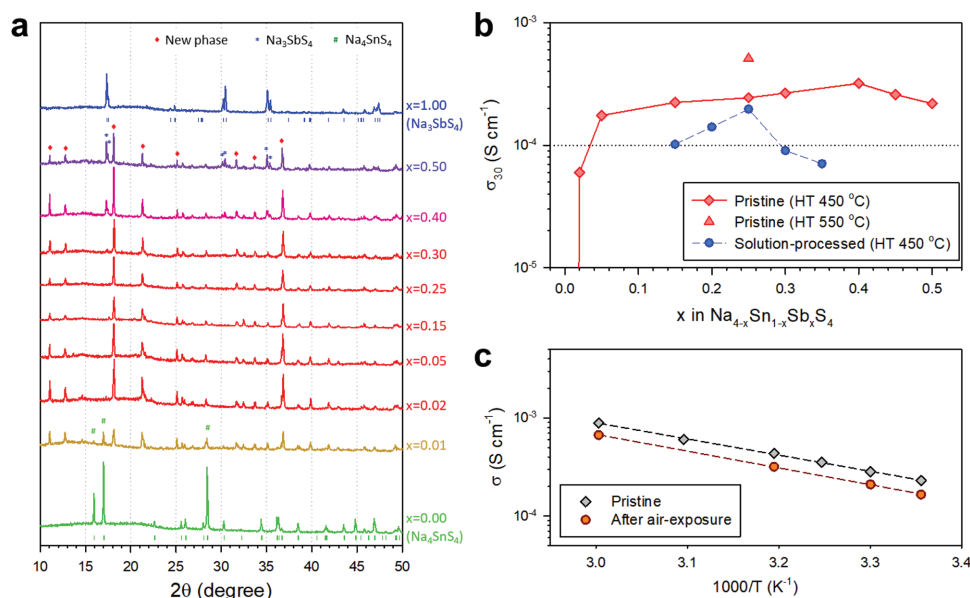 a
♦ New phase * Na₃SbS₄ # Na₄SnS₄
x=1.00
(Na₃SbS₄)
x=0.50
x=0.40
x=0.30
x=0.25
x=0.15
x=0.05
x=0.02
# # #
x=0.01
x=0.00
(Na₄SnS₄)
10 15 20 25 30 35 40 45 50
2θ (degree)
b
σ₃₀ (S cm⁻¹)
10⁻³
10⁻⁴
10⁻⁵
Pristine (HT 450 °C)
Pristine (HT 550 °C)
Solution-processed (HT 450 °C)
0.0 0.1 0.2 0.3 0.4 0.5
x in Na₄₋ₓSn₁₋ₓSbₓS₄
c
σ (S cm⁻¹)
10⁻²
10⁻³
10⁻⁴
Pristine
After air-exposure
3.0 3.1 3.2 3.3 3.4
1000/T (K⁻¹)